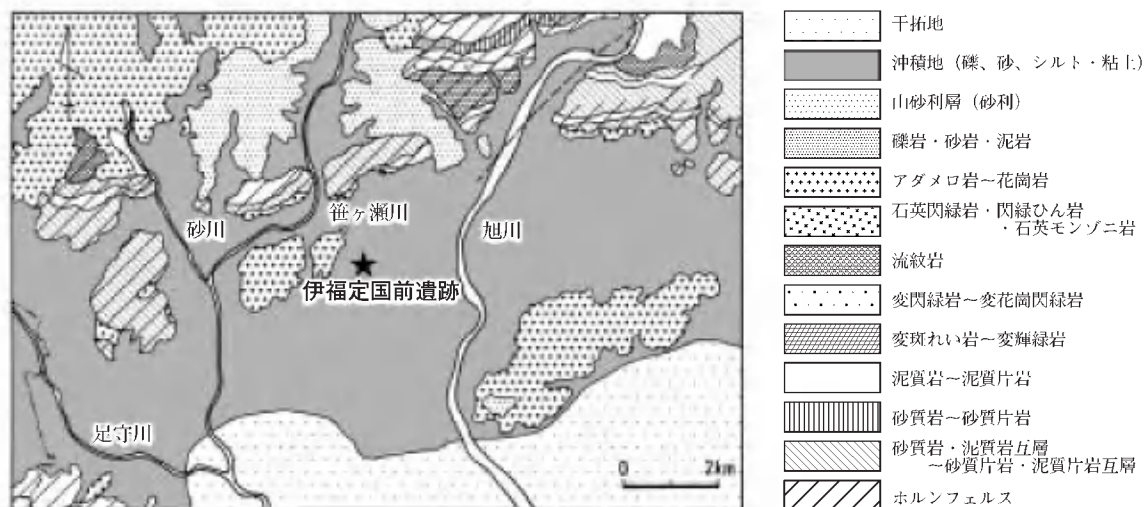 砂川
笹ヶ瀬川
旭川
伊福定国前遺跡
足守川
0 2km
干拓地
沖積地（礫、砂、シルト・粘土）
山砂利層（砂利）
礫岩・砂岩・泥岩
アダメロ岩～花崗岩
石英閃緑岩・閃緑ひん岩
・石英モンゾニ岩
流紋岩
変閃緑岩～変花崗閃緑岩
変斑れい岩～変輝緑岩
泥質岩～泥質片岩
砂質岩～砂質片岩
砂質岩・泥質岩互層
～砂質片岩・泥質片岩互層
ホルンフェルス